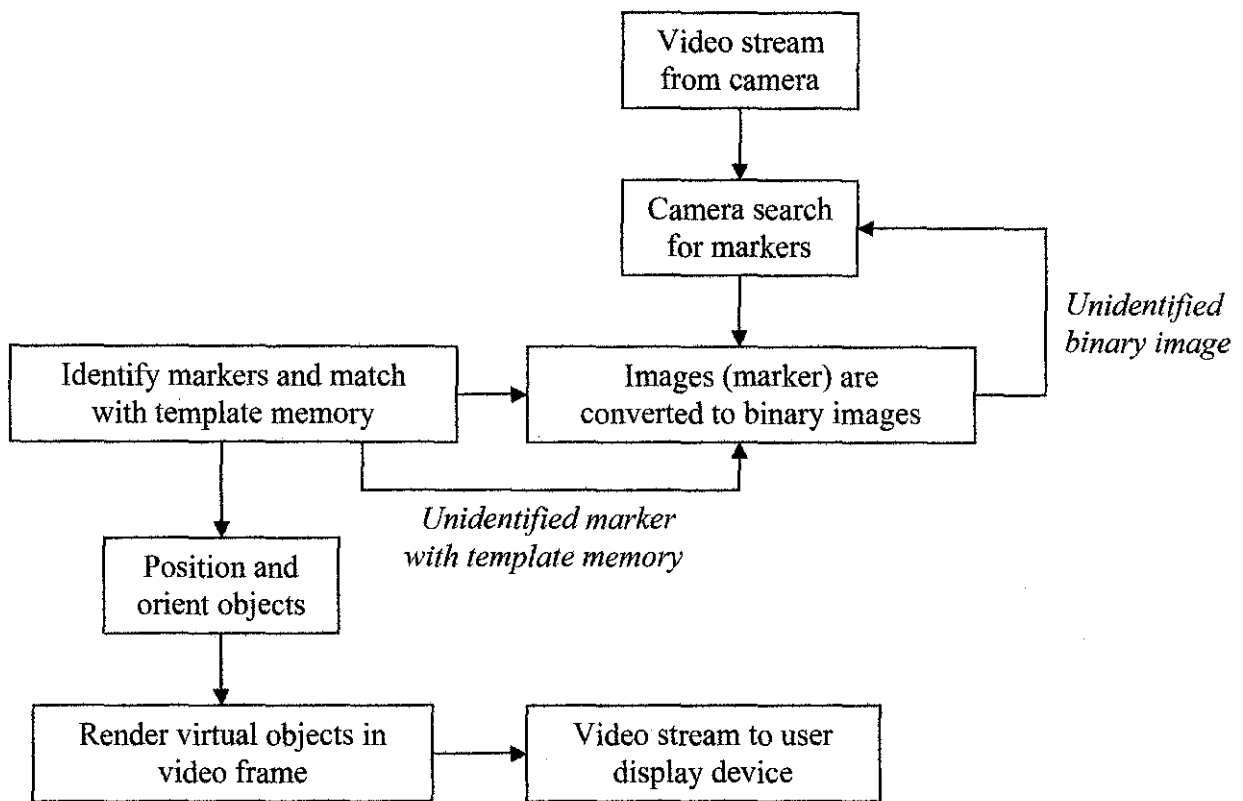 Video stream
from camera
Camera search
for markers
Unidentified
binary image
Identify markers and match
with template memory
Images (marker) are
converted to binary images
Unidentified marker
with template memory
Position and
orient objects
Render virtual objects in
video frame
Video stream to user
display device